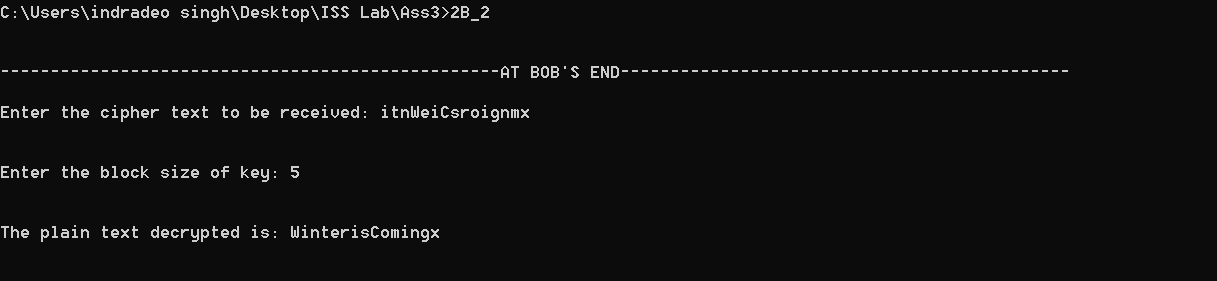 C:\Users\indradeo singh\Desktop\ISS Lab\Ass3>2B_2
--------------------------------------------------AT BOB'S END---------------------------------------------
Enter the cipher text to be received: itnWeiCsroignmx
Enter the block size of key: 5
The plain text decrypted is: WinterisComingx